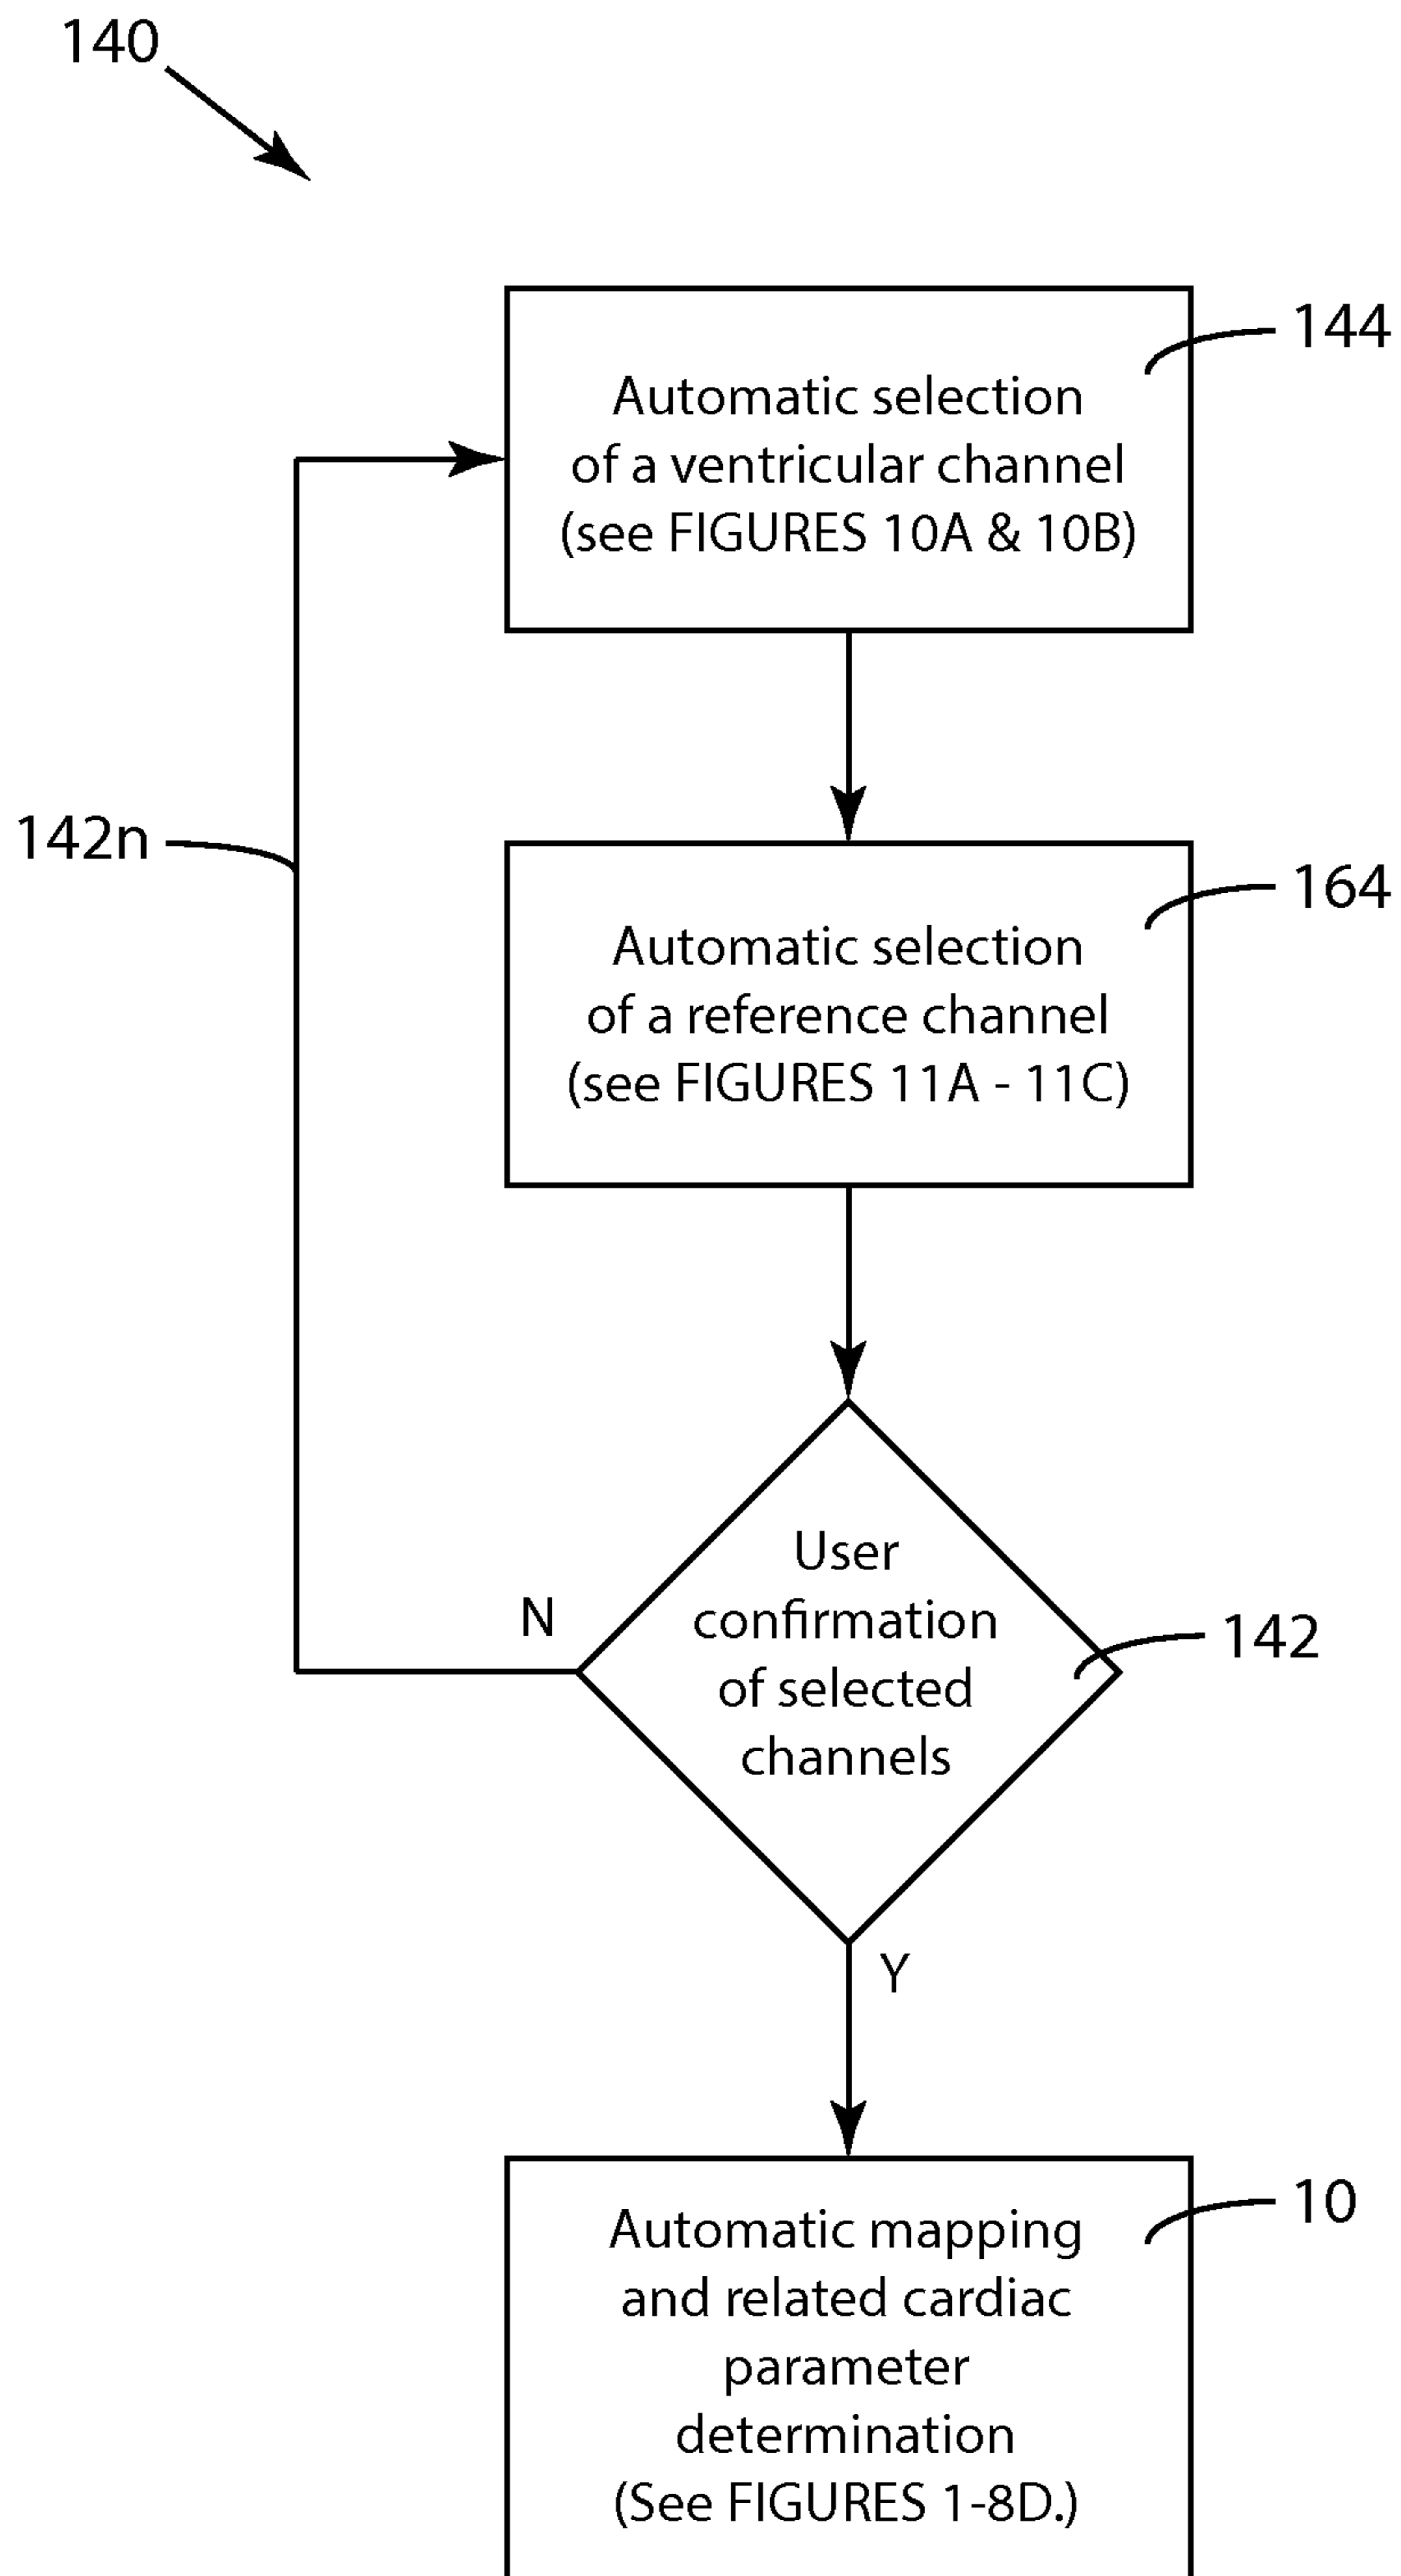 140
144
Automatic selection
of a ventricular channel
(see FIGURES 10A & 10B)
142n
164
Automatic selection
of a reference channel
(see FIGURES 11A - 11C)
User
confirmation
of selected
channels
N
142
Y
10
Automatic mapping
and related cardiac
parameter
determination
(See FIGURES 1-8D.)